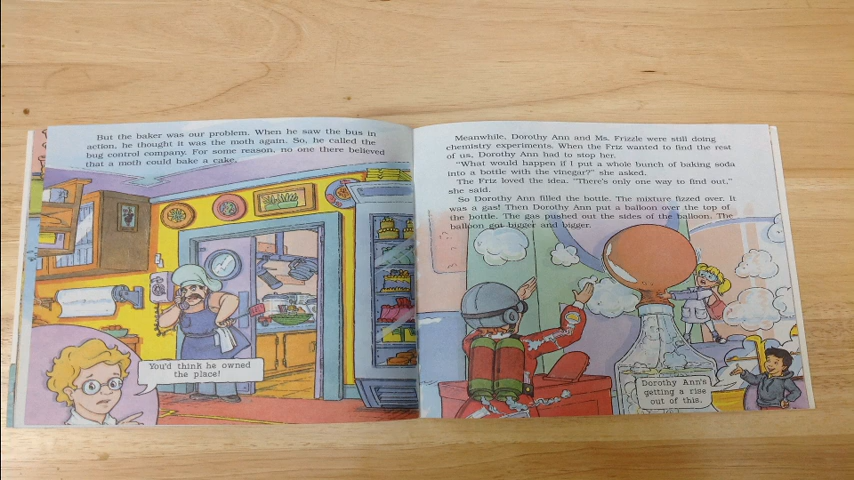 But the baker was our problem. When he saw the bus in
action, he thought it was the moth again. So, he called the
bug control company. For some reason, no one there believed
that a moth could bake a cake.
You'd think he owned
the place!
Meanwhile, Dorothy Ann and Ms. Frizzle were still doing
chemistry experiments. When the Friz wanted to find the rest
of us, Dorothy Ann had to stop her.
"What would happen if I put a whole bunch of baking soda
into a bottle with the vinegar?" she asked.
The Friz loved the idea. "There's only one way to find out,"
she said.
So Dorothy Ann filled the bottle. The mixture fizzed over. It
was a gas! Then Dorothy Ann put a balloon over the top of
the bottle. The gas pushed out the sides of the balloon. The
balloon got bigger and bigger.
Dorothy Ann's
getting a rise
out of this.